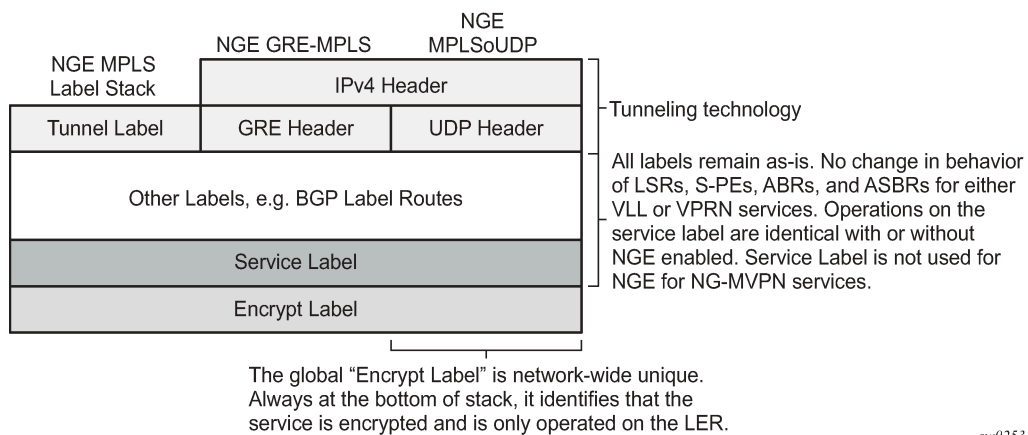 NGE
NGE GRE-MPLS
MPLSoUDP
NGE MPLS
Label Stack
IPv4 Header
Tunnel Label
GRE Header
UDP Header
Tunneling technology
Other Labels, e.g. BGP Label Routes
All labels remain as-is. No change in behavior
of LSRs, S-PEs, ABRs, and ASBRs for either
VLL or VPRN services. Operations on the
service label are identical with or without
NGE enabled. Service Label is not used for
NGE for NG-MVPN services.
Service Label
Encrypt Label
The global “Encrypt Label” is network-wide unique.
Always at the bottom of stack, it identifies that the
service is encrypted and is only operated on the LER.